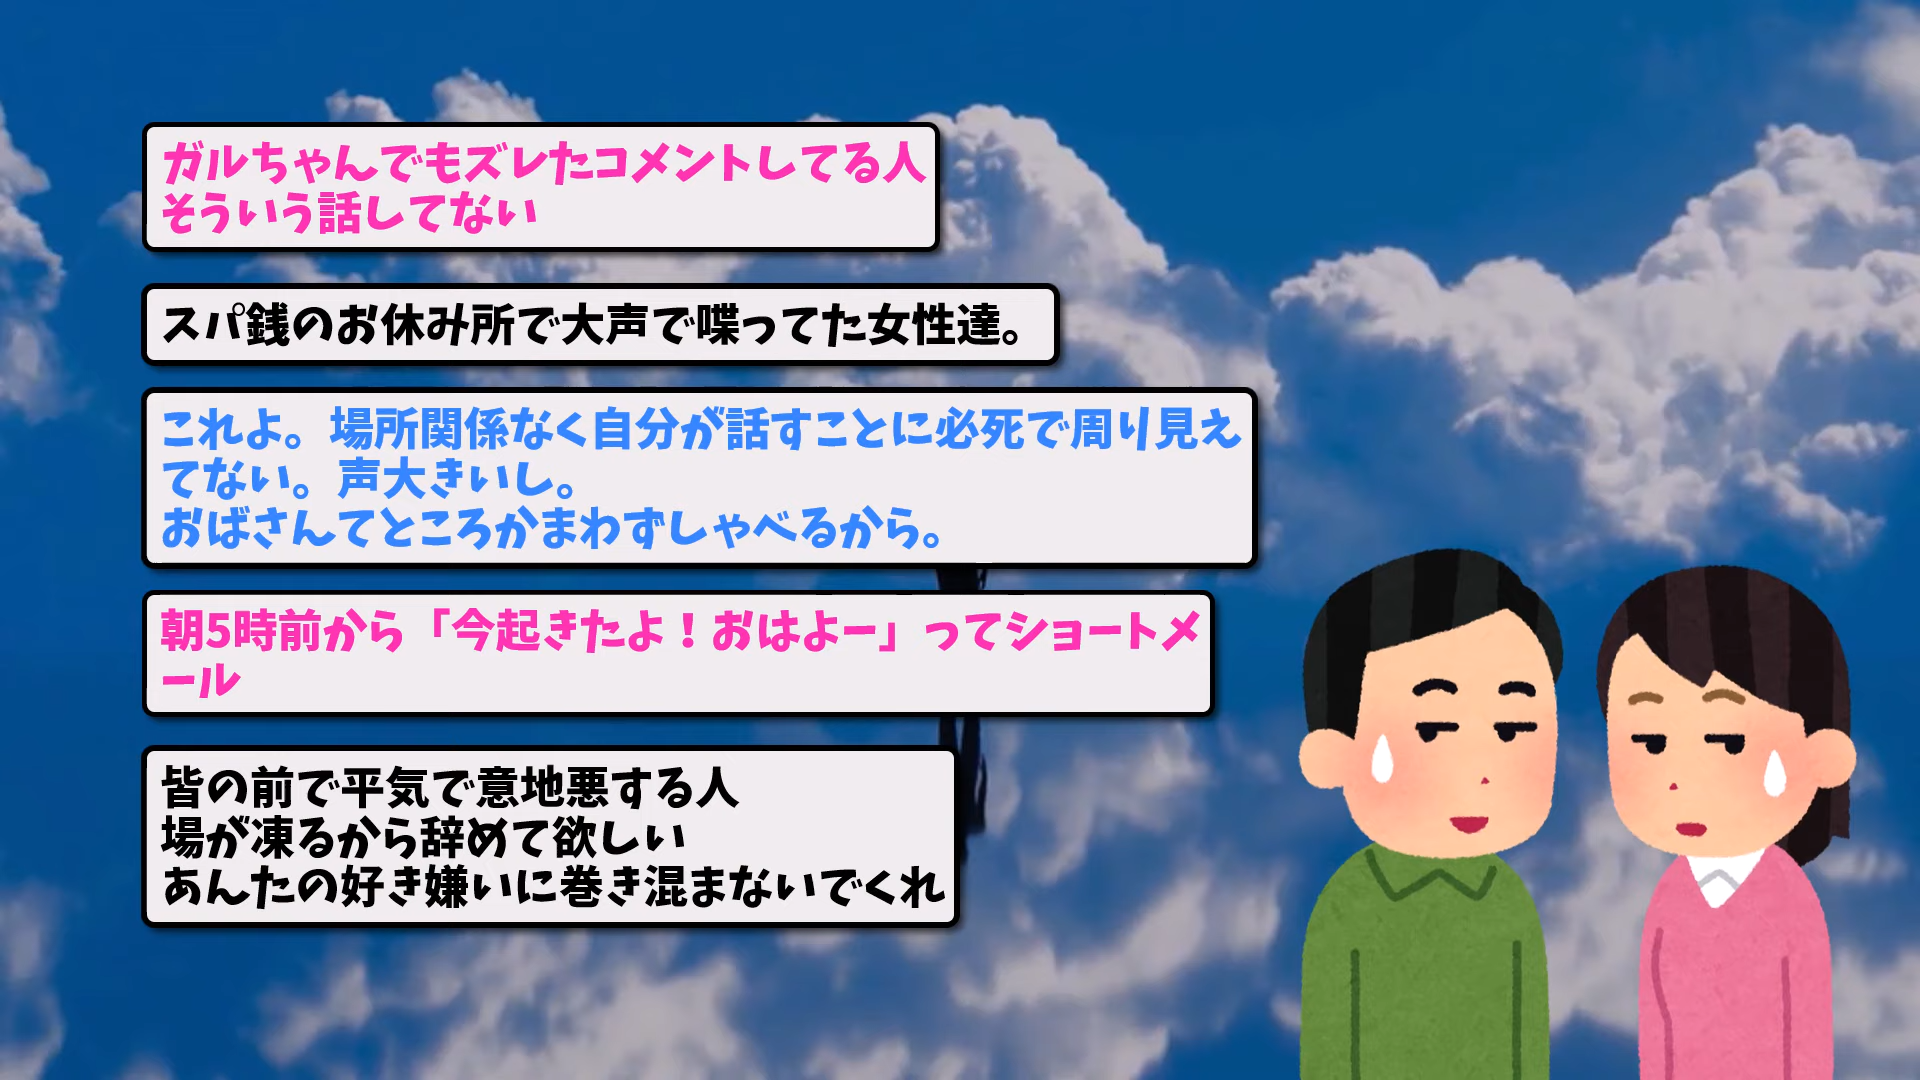 ガルちゃんでもズレたコメントしてる人
そういう話してない
スパ銭のお休み所で大声で喋ってた女性達。
これよ。場所関係なく自分が話すことに必死で周り見え
てない。声大きいし。
おばさんてところかまわずしゃべるから。
朝5時前から「今起きたよ！おはよー」ってショートメ
ール
皆の前で平気で意地悪する人
場が凍るから辞めて欲しい
あんたの好き嫌いに巻き混まないでくれ